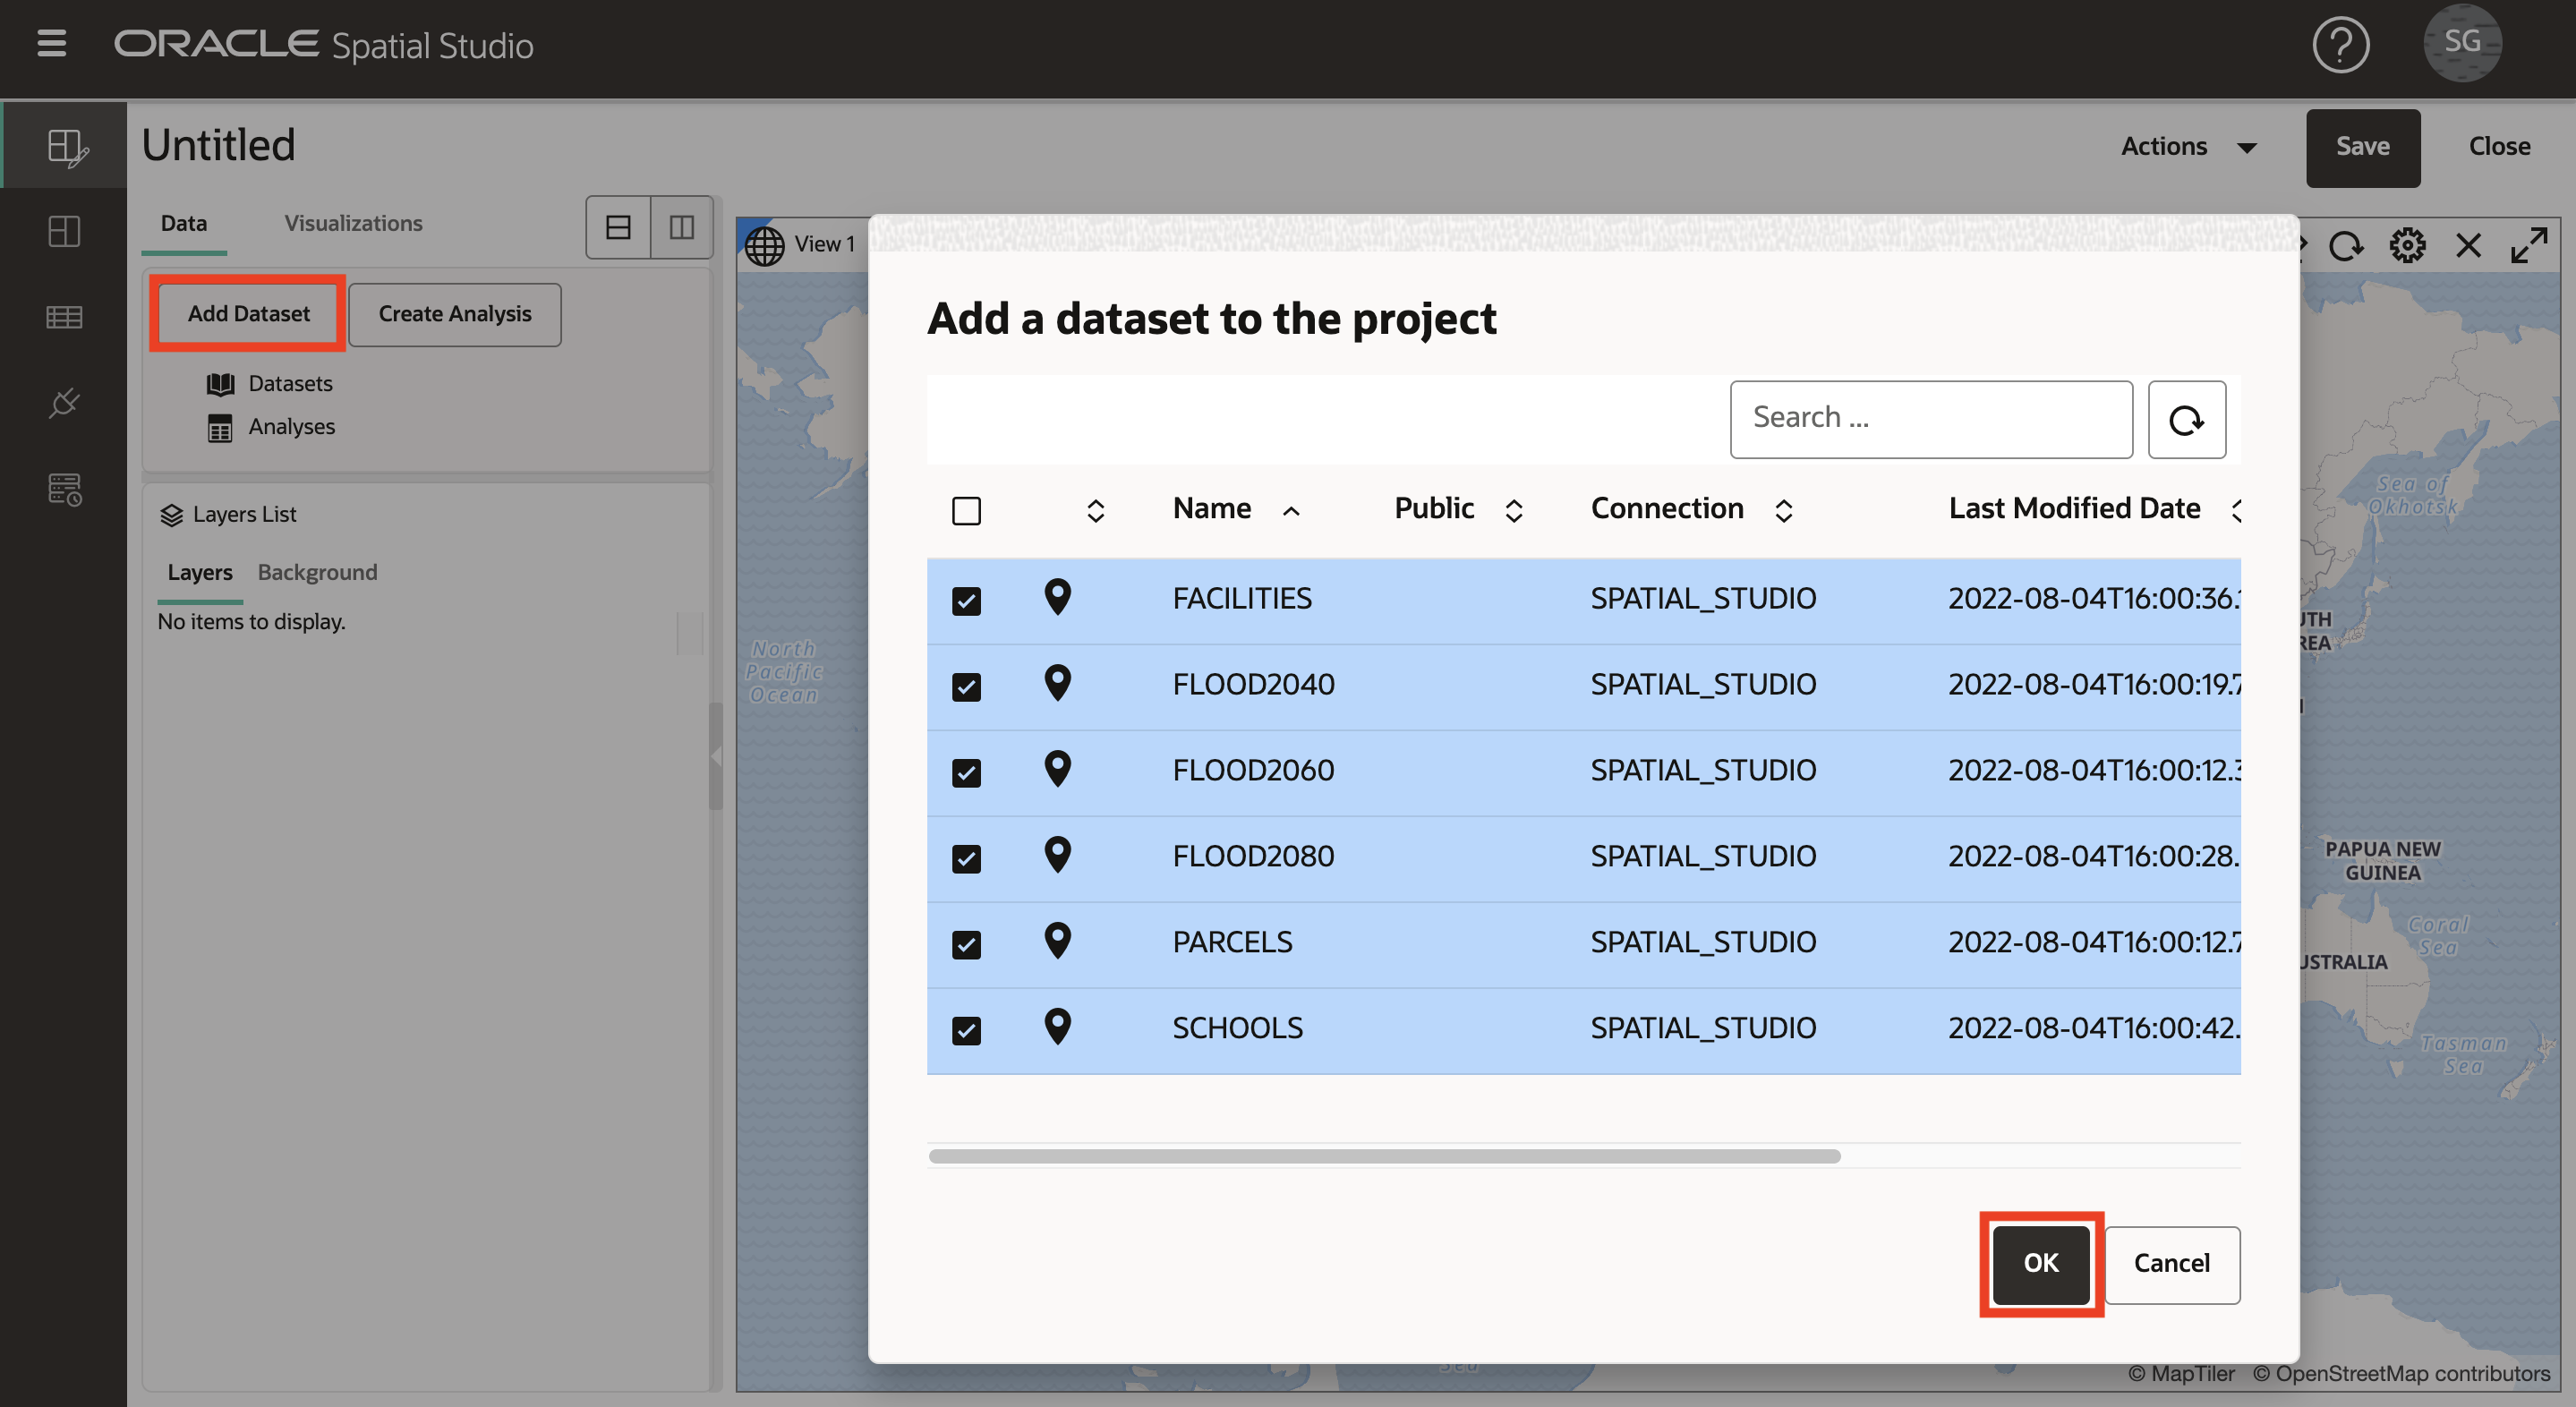 ORACLE Spatial Studio
SG
Untitled
Actions
Save
Close
Data
Visualizations
View 1
Add Dataset
Create Analysis
Datasets
Analyses
Layers List
Layers
Background
No items to display.
North
Pacific
Ocean
Add a dataset to the project
Search ...
Name
Public
Connection
Last Modified Date
FACILITIES SPATIAL_STUDIO 2022-08-04T16:00:36.
FLOOD2040 SPATIAL_STUDIO 2022-08-04T16:00:19.7
FLOOD2060 SPATIAL_STUDIO 2022-08-04T16:00:12.3
FLOOD2080 SPATIAL_STUDIO 2022-08-04T16:00:28.
PARCELS SPATIAL_STUDIO 2022-08-04T16:00:12.7
SCHOOLS SPATIAL_STUDIO 2022-08-04T16:00:42.
OK
Cancel
Sea of
Okhotsk
UTH
REA
PAPUA NEW
GUINEA
Coral
Sea
USTRALIA
Tasman
Sea
Sea
© MapTiler © OpenStreetMap contributors